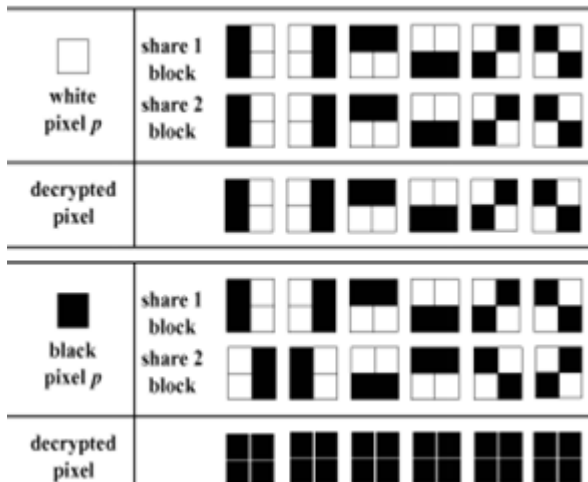 white
pixel p
share 1
block
share 2
block
decrypted
pixel
black
pixel p
share 1
block
share 2
block
decrypted
pixel